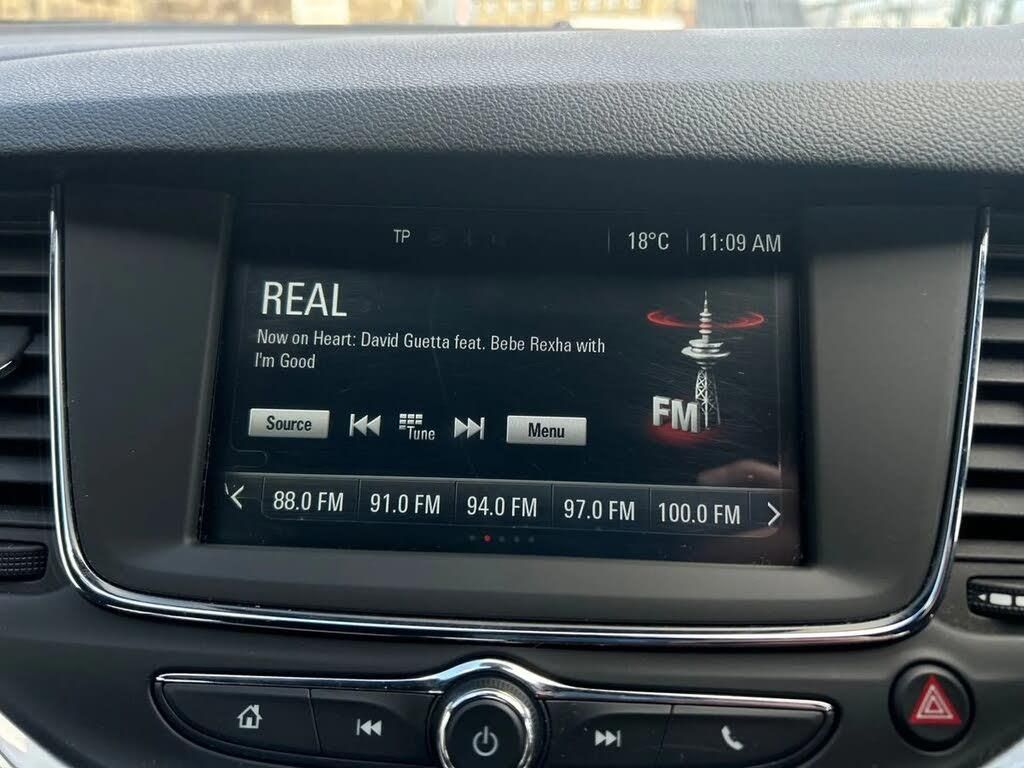 TP
18°C
11:09 AM
REAL
Now on Heart: David Guetta feat. Bebe Rexha with
I'm Good
FM
Source
Tune
Menu
88.0 FM
91.0 FM
94.0 FM
97.0 FM
100.0 FM